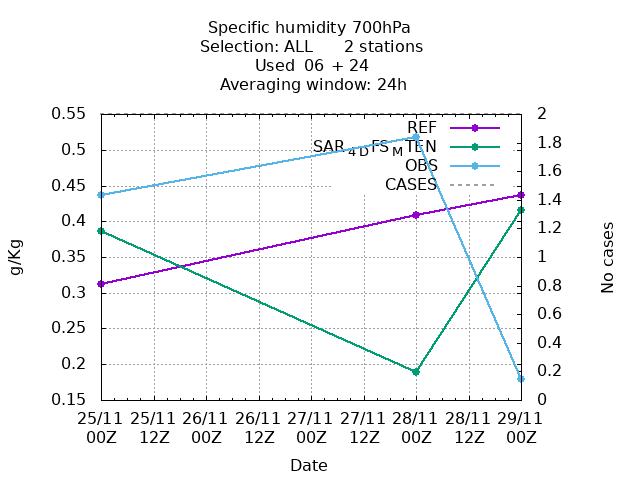 Specific humidity 700hPa
Selection: ALL 2 stations
Used 06 + 24
Averaging window: 24h
0.55
0.5
0.45
0.4
0.35
0.3
0.25
0.2
0.15
g/Kg
REF
SAR4DFSMTEN
OBS
CASES
2
1.8
1.6
1.4
1.2
1
0.8
0.6
0.4
0.2
0
No cases
25/11 25/11 26/11 26/11 27/11 27/11 28/11 28/11 29/11
00Z 12Z 00Z 12Z 00Z 12Z 00Z 12Z 00Z
Date